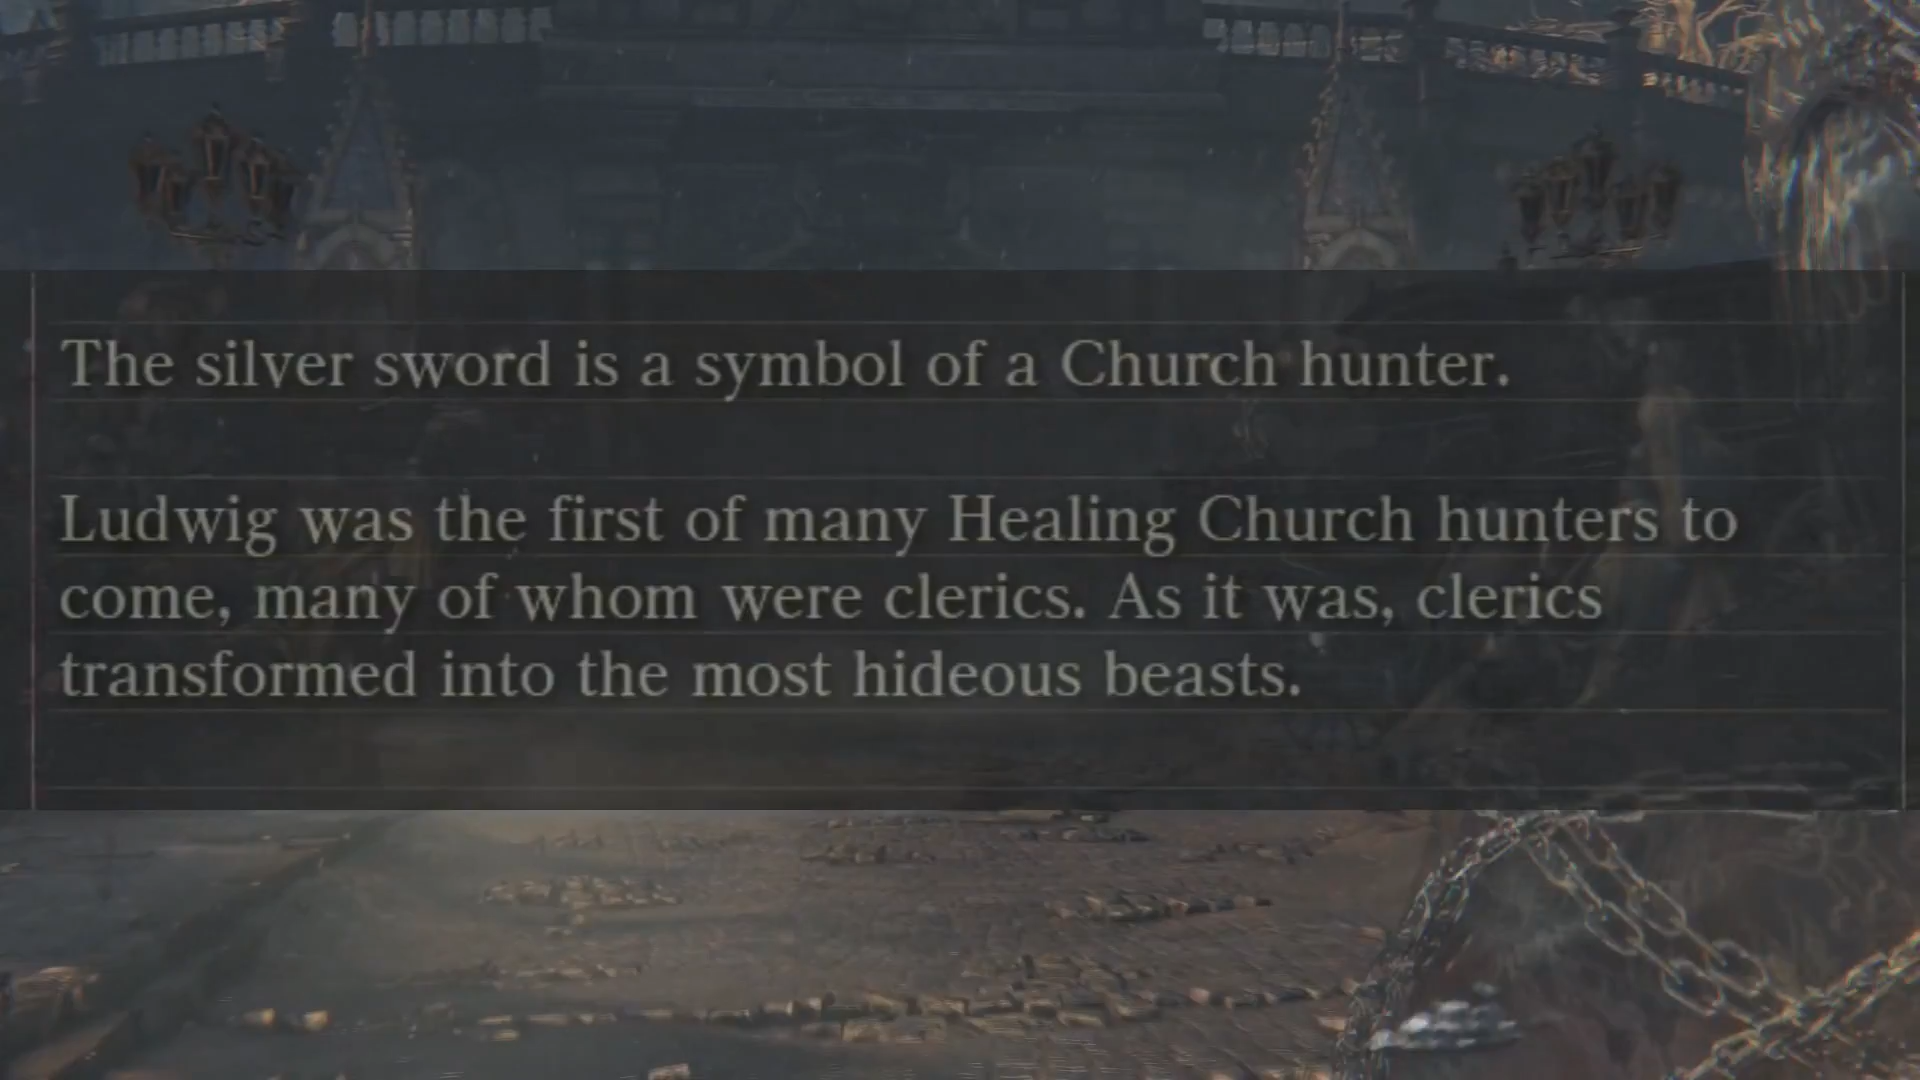 The silver sword is a symbol of a Church hunter.
Ludwig was the first of many Healing Church hunters to
come, many of whom were clerics. As it was, clerics
transformed into the most hideous beasts.